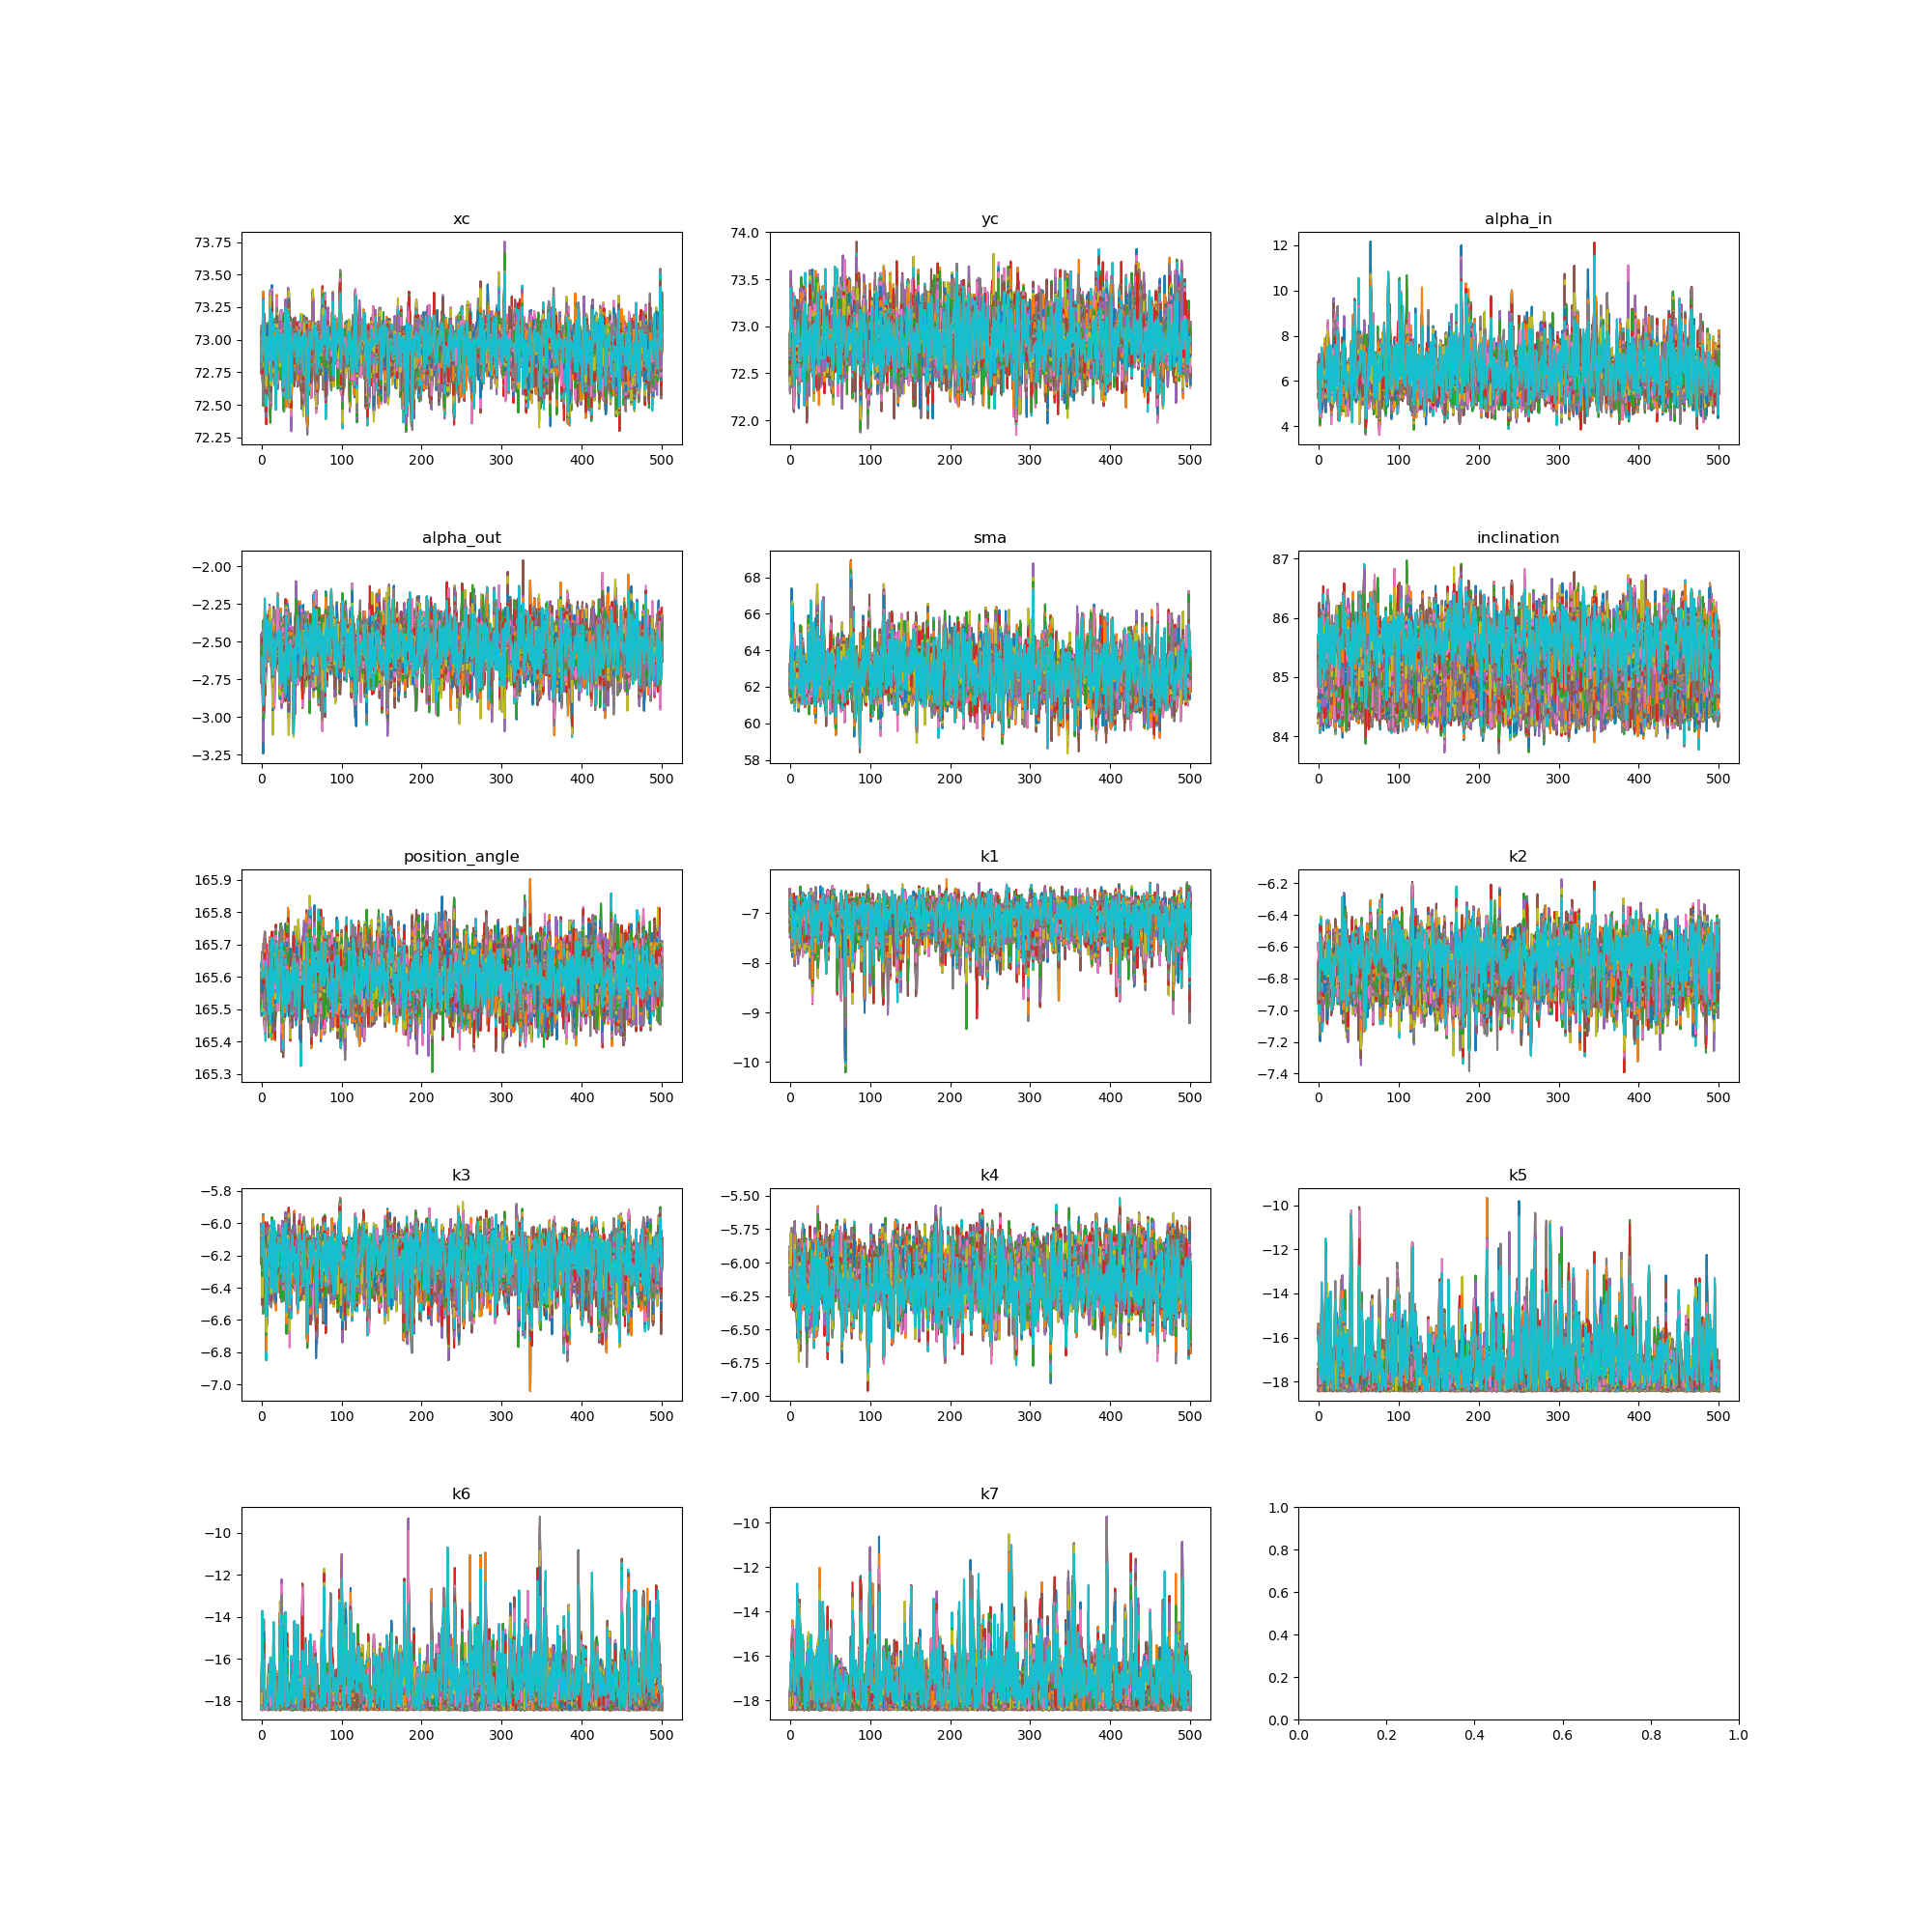 xc
73.75
73.50
73.25
73.00
72.75
72.50
72.25
0 100 200 300 400 500
yc
74.0
73.5
73.0
72.5
72.0
0 100 200 300 400 500
alpha_in
12
10
8
6
4
0 100 200 300 400 500
alpha_out
−2.00
−2.25
−2.50
−2.75
−3.00
−3.25
0 100 200 300 400 500
sma
68
66
64
62
60
58
0 100 200 300 400 500
inclination
87
86
85
84
0 100 200 300 400 500
position_angle
165.9
165.8
165.7
165.6
165.5
165.4
165.3
0 100 200 300 400 500
k1
−7
−8
−9
−10
0 100 200 300 400 500
k2
−6.2
−6.4
−6.6
−6.8
−7.0
−7.2
−7.4
0 100 200 300 400 500
k3
−5.8
−6.0
−6.2
−6.4
−6.6
−6.8
−7.0
0 100 200 300 400 500
k4
−5.50
−5.75
−6.00
−6.25
−6.50
−6.75
−7.00
0 100 200 300 400 500
k5
−10
−12
−14
−16
−18
0 100 200 300 400 500
k6
−10
−12
−14
−16
−18
0 100 200 300 400 500
k7
−10
−12
−14
−16
−18
0 100 200 300 400 500
1.0
0.8
0.6
0.4
0.2
0.0
0.0 0.2 0.4 0.6 0.8 1.0